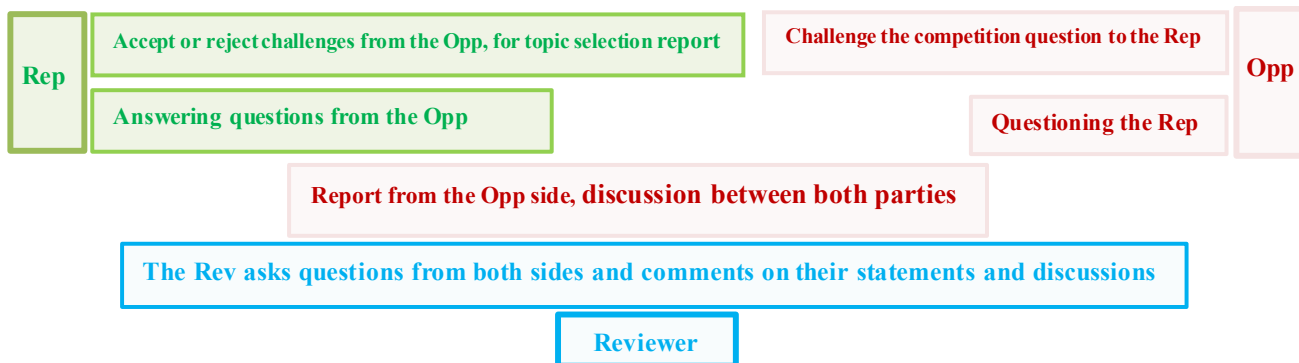 Rep
Accept or reject challenges from the Opp, for topic selection report
Challenge the competition question to the Rep
Opp
Answering questions from the Opp
Questioning the Rep
Report from the Opp side, discussion between both parties
The Rev asks questions from both sides and comments on their statements and discussions
Reviewer